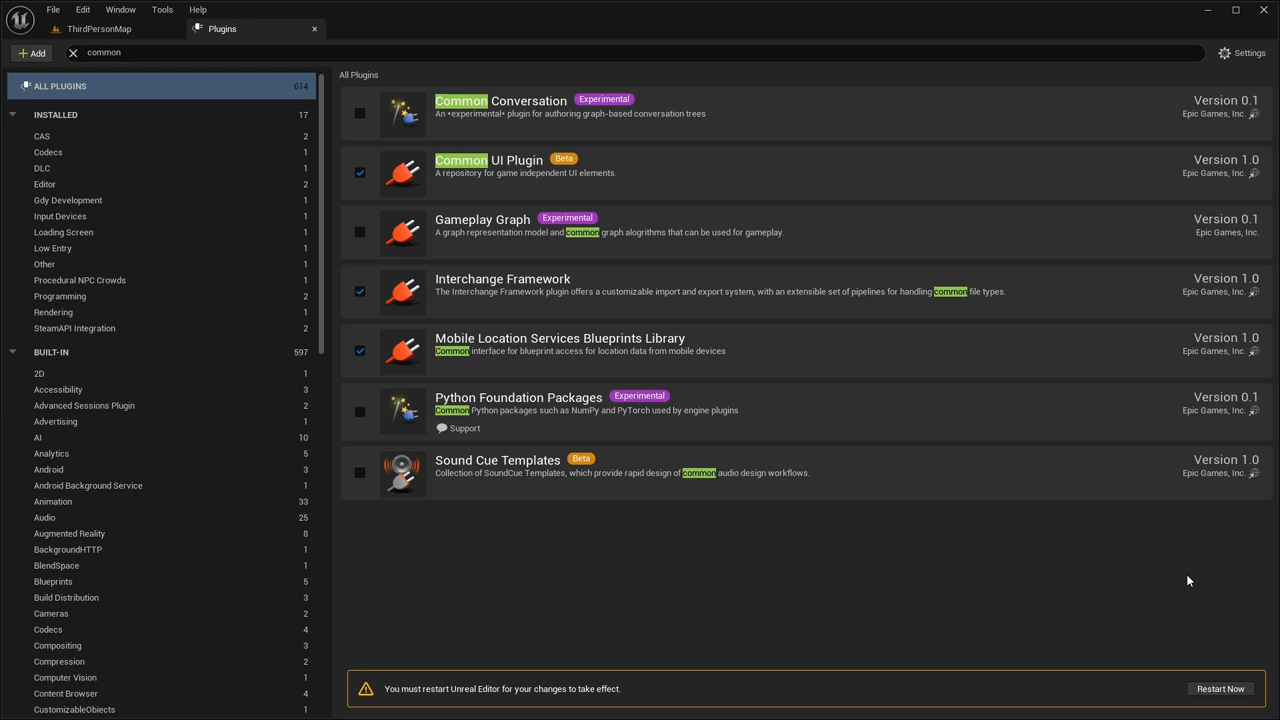 File Edit Window Tools Help
ThirdPersonMap Plugins
Add common Settings
ALL PLUGINS 614
INSTALLED 17
CAS 2
Codecs 1
DLC 1
Editor 2
Gdy Development 1
Input Devices 1
Loading Screen 1
Low Entry 1
Other 1
Procedural NPC Crowds 1
Programming 2
Rendering 1
SteamAPI Integration 2
BUILT-IN 597
2D 1
Accessibility 3
Advanced Sessions Plugin 2
Advertising 1
AI 10
Analytics 5
Android 3
Android Background Service 1
Animation 33
Audio 25
Augmented Reality 8
BackgroundHTTP 1
BlendSpace 1
Blueprints 5
Build Distribution 3
Cameras 2
Codecs 4
Compositing 3
Compression 2
Computer Vision 1
Content Browser 4
CustomizableObjects 1
All Plugins
Common Conversation Experimental Version 0.1
An *experimental* plugin for authoring graph-based conversation trees Epic Games, Inc.
Common UI Plugin Beta Version 1.0
A repository for game independent UI elements. Epic Games, Inc.
Gameplay Graph Experimental Version 0.1
A graph representation model and common graph alogrithms that can be used for gameplay. Epic Games, Inc.
Interchange Framework Version 1.0
The Interchange Framework plugin offers a customizable import and export system, with an extensible set of pipelines for handling common file types. Epic Games, Inc.
Mobile Location Services Blueprints Library Version 1.0
Common interface for blueprint access for location data from mobile devices Epic Games, Inc.
Python Foundation Packages Experimental Version 0.1
Common Python packages such as NumPy and PyTorch used by engine plugins Epic Games, Inc.
Support
Sound Cue Templates Beta Version 1.0
Collection of SoundCue Templates, which provide rapid design of common audio design workflows. Epic Games, Inc.
You must restart Unreal Editor for your changes to take effect. Restart Now